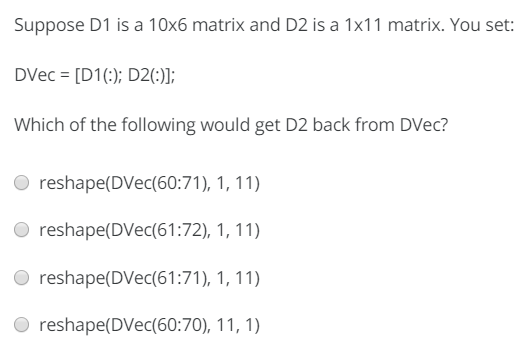 Suppose D1 is a 10x6 matrix and D2 is a 1x11 matrix. You set:
DVec = [D1(:); D2(:)];
Which of the following would get D2 back from DVec?
reshape(DVec(60:71), 1, 11)
reshape(DVec(61:72), 1, 11)
reshape(DVec(61:71), 1, 11)
reshape(DVec(60:70), 11, 1)